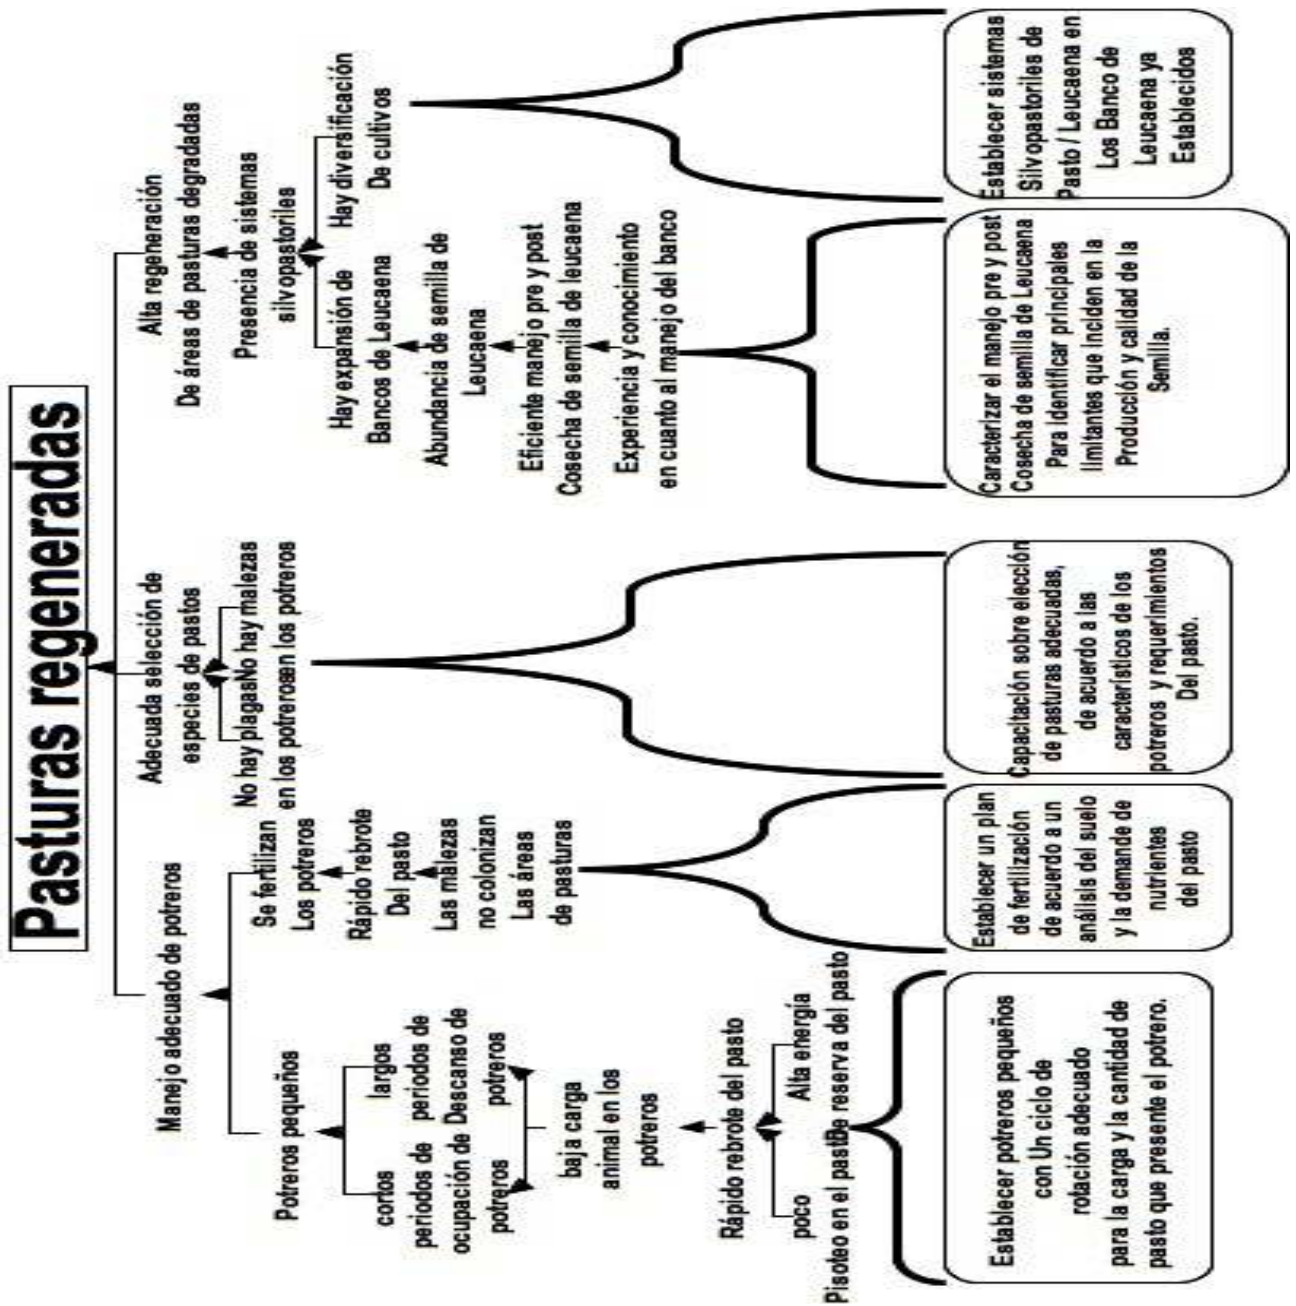 Pasturas regeneradas
Manejo adecuado de potreros
Potreros pequeños
cortos
periodos de
ocupación de
potreros
largos
periodos de
Descanso de
potreros
baja carga
animal en los
potreros
Rápido rebrote del pasto
poco
Pisoteo en el pasto
Alta energía
De reserva del pasto
Establecer potreros pequeños
con Un ciclo de
rotación adecuado
para la carga y la cantidad de
pasto que presente el potrero.
Se fertilizan
Los potreros
Rápido rebrote
Del pasto
Las malezas
no colonizan
Las áreas
de pasturas
Establecer un plan
de fertilización
de acuerdo a un
análisis del suelo
y la demande de
nutrientes
del pasto
Adecuada selección de
especies de pastos
No hay plagas
en los potreros
No hay malezas
en los potreros
Capacitación sobre elección
de pasturas adecuadas,
de acuerdo a las
característicos de los
potreros y requerimientos
Del pasto.
Alta regeneración
De áreas de pasturas degradadas
Presencia de sistemas
silvopastoriles
Hay expansión de
Bancos de Leucaena
Abundancia de semilla de
Leucaena
Eficiente manejo pre y post
Cosecha de semilla de leucaena
Experiencia y conocimiento
en cuanto al manejo del banco
Caracterizar el manejo pre y post
Cosecha de semilla de Leucaena
Para identificar principales
limitantes que inciden en la
Producción y calidad de la
Semilla.
Hay diversificación
De cultivos
Establecer sistemas
Silvopastoriles de
Pasto / Leucaena en
Los Banco de
Leucaena ya
Establecidos